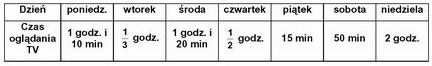 Dzień poniedz. wtorek środa czwartek piątek sobota niedziela
Czas oglądania TV 1 godz. i 10 min 1/3 godz. 1 godz. i 20 min 1/2 godz. 15 min 50 min 2 godz.